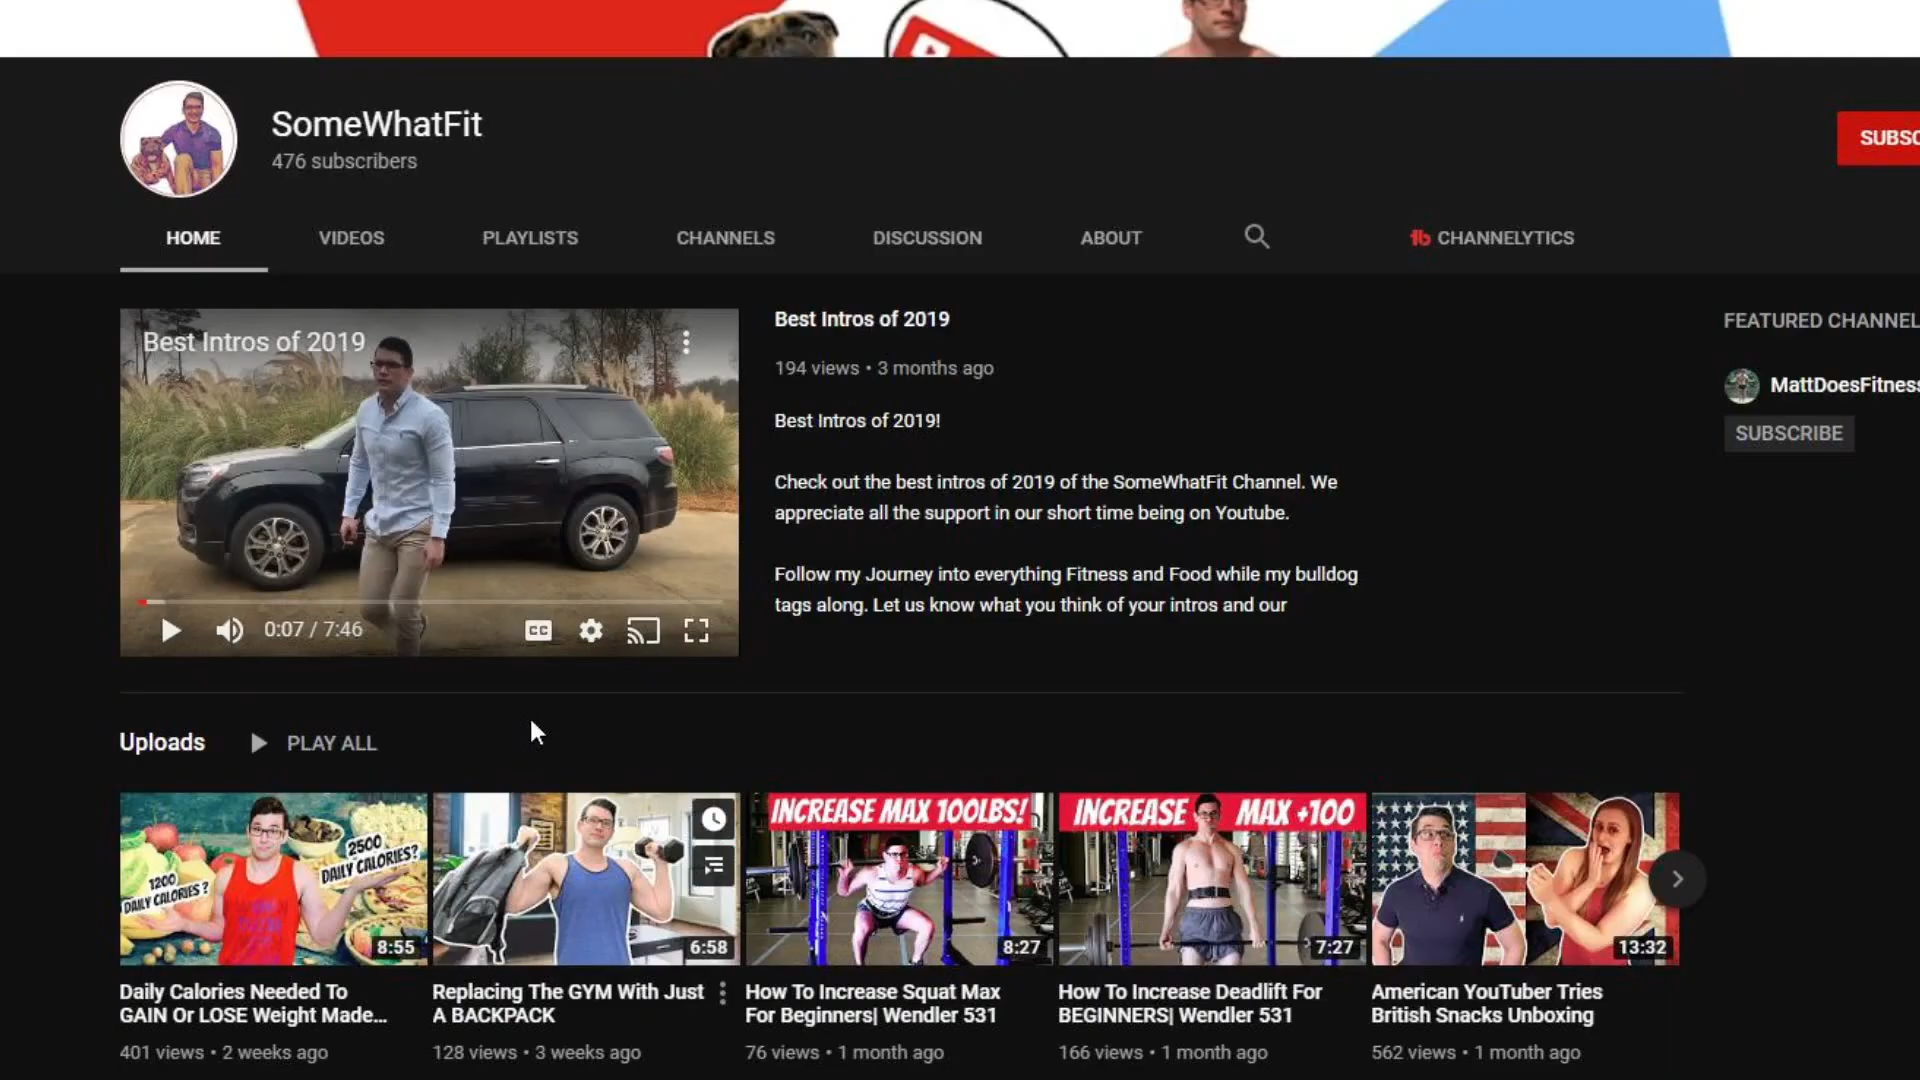 SomeWhatFit
476 subscribers
SUBSC
HOME VIDEOS PLAYLISTS CHANNELS DISCUSSION ABOUT CHANNELYTICS
Best Intros of 2019
0:07 / 7:46
CC
Best Intros of 2019
194 views • 3 months ago
Best Intros of 2019!
Check out the best intros of 2019 of the SomeWhatFit Channel. We
appreciate all the support in our short time being on Youtube.
Follow my Journey into everything Fitness and Food while my bulldog
tags along. Let us know what you think of your intros and our
FEATURED CHANNEL
MattDoesFitness
SUBSCRIBE
Uploads PLAY ALL
1200
DAILY CALORIES ?
2500
DAILY CALORIES?
8:55
Daily Calories Needed To
GAIN Or LOSE Weight Made...
401 views • 2 weeks ago
6:58
Replacing The GYM With Just
A BACKPACK
128 views • 3 weeks ago
INCREASE MAX 100LBS!
8:27
How To Increase Squat Max
For Beginners| Wendler 531
76 views • 1 month ago
INCREASE MAX +100
7:27
How To Increase Deadlift For
BEGINNERS| Wendler 531
166 views • 1 month ago
13:32
American YouTuber Tries
British Snacks Unboxing
562 views • 1 month ago